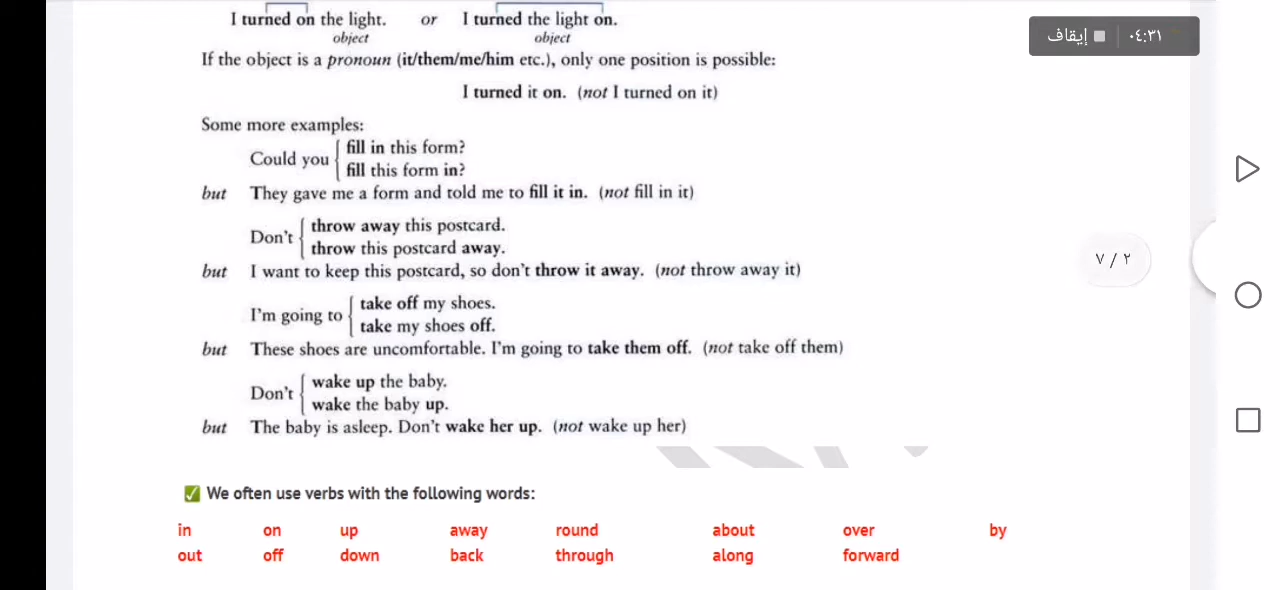 I turned on the light. or I turned the light on.
object object
إيقاف ٠٤:٣١
If the object is a pronoun (it/them/me/him etc.), only one position is possible:
I turned it on. (not I turned on it)
Some more examples:
Could you fill in this form?
fill this form in?
but They gave me a form and told me to fill it in. (not fill in it)
Don't throw away this postcard.
throw this postcard away.
but I want to keep this postcard, so don't throw it away. (not throw away it)
٧ / ٢
I'm going to take off my shoes.
take my shoes off.
but These shoes are uncomfortable. I'm going to take them off. (not take off them)
Don't wake up the baby.
wake the baby up.
but The baby is asleep. Don't wake her up. (not wake up her)
✅ We often use verbs with the following words:
in on up away round about over by
out off down back through along forward